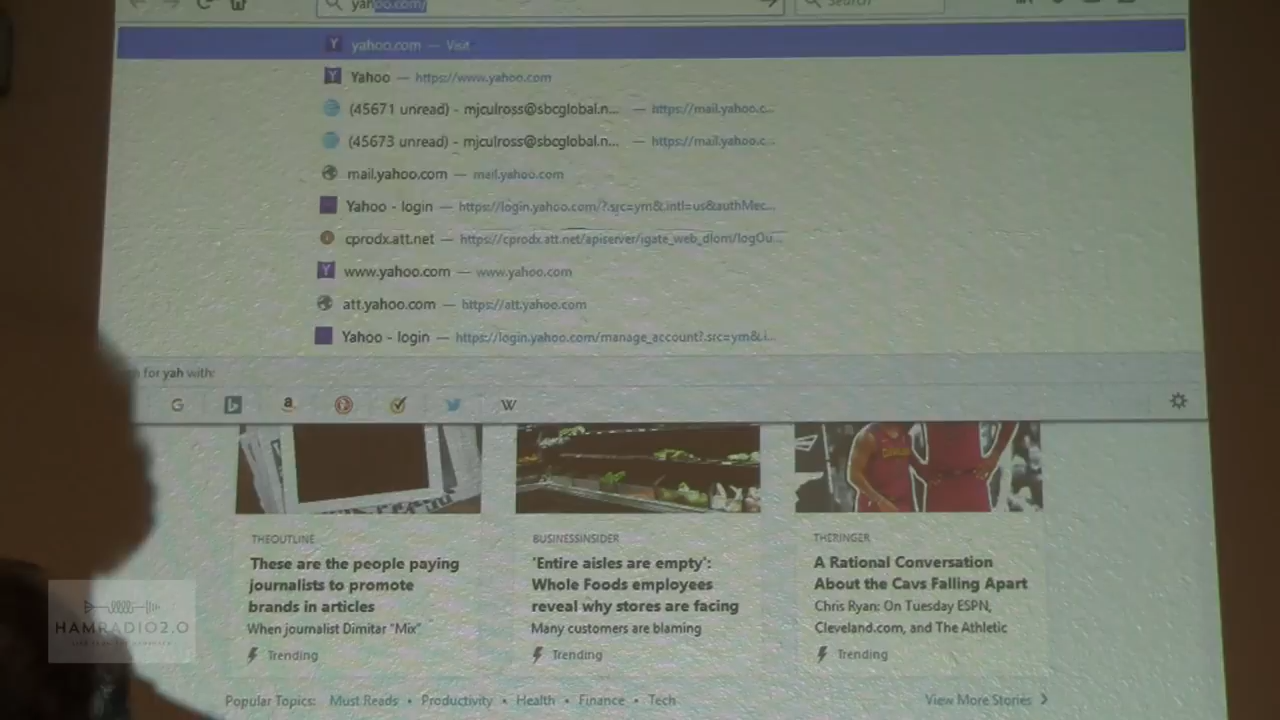 yahoo.com/
Search
yahoo.com — Visit
Yahoo — https://www.yahoo.com
(45671 unread) - mjculross@sbcglobal.n... — https://mail.yahoo.c...
(45673 unread) - mjculross@sbcglobal.n... — https://mail.yahoo.c...
mail.yahoo.com — mail.yahoo.com
Yahoo - login — https://login.yahoo.com/?.src=ym&.intl=us&authMec...
cprodx.att.net — https://cprodx.att.net/apiserver/igate_web_dlom/logOu...
www.yahoo.com — www.yahoo.com
att.yahoo.com — https://att.yahoo.com
Yahoo - login — https://login.yahoo.com/manage_account?.src=ym&.i...
for yah with:
G b a W
THEOUTLINE
These are the people paying
journalists to promote
brands in articles
When journalist Dimitar "Mix"
Trending
BUSINESSINSIDER
'Entire aisles are empty':
Whole Foods employees
reveal why stores are facing
Many customers are blaming
Trending
THERINGER
A Rational Conversation
About the Cavs Falling Apart
Chris Ryan: On Tuesday ESPN,
Cleveland.com, and The Athletic
Trending
HAMRADIO2.0
Popular Topics: Must Reads • Productivity • Health • Finance • Tech
View More Stories